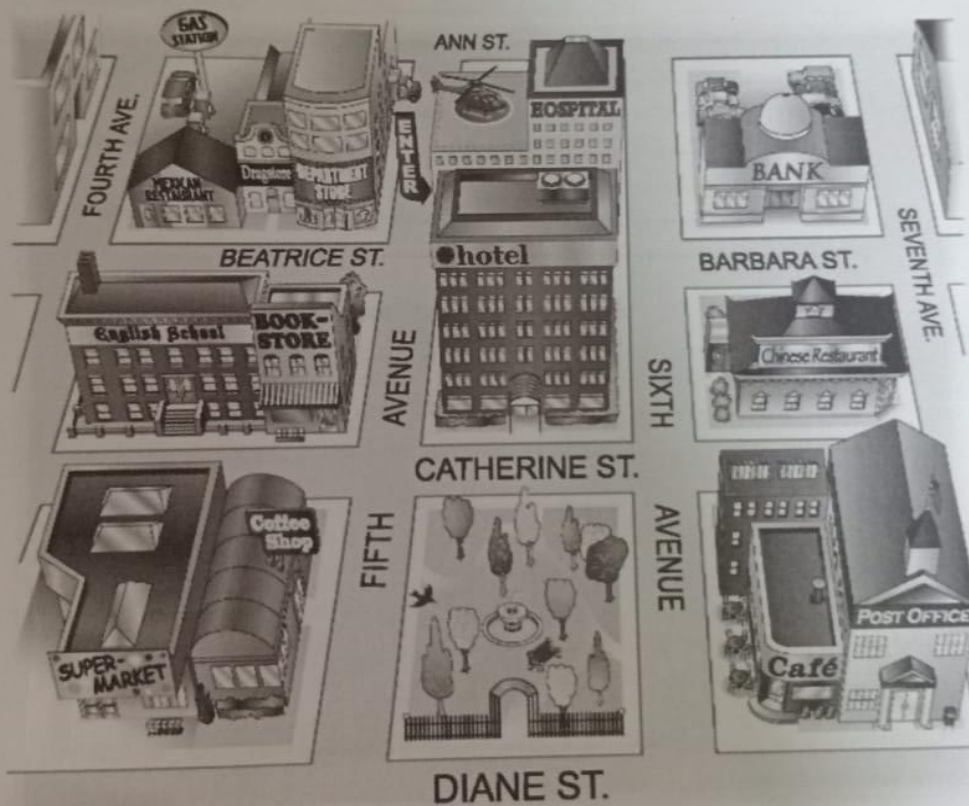 GAS
STATION
ANN ST.
HOSPITAL
FOURTH AVE.
ENTER
MEXICAN
RESTAURANT
Drugstore
DEPARTMENT
STORE
BANK
BEATRICE ST.
hotel
BARBARA ST.
SEVENTH AVE.
English School
BOOK-
STORE
AVENUE
SIXTH
Chinese Restaurant
CATHERINE ST.
Coffee
Shop
FIFTH
AVENUE
POST OFFICE
SUPER-
MARKET
Café
DIANE ST.